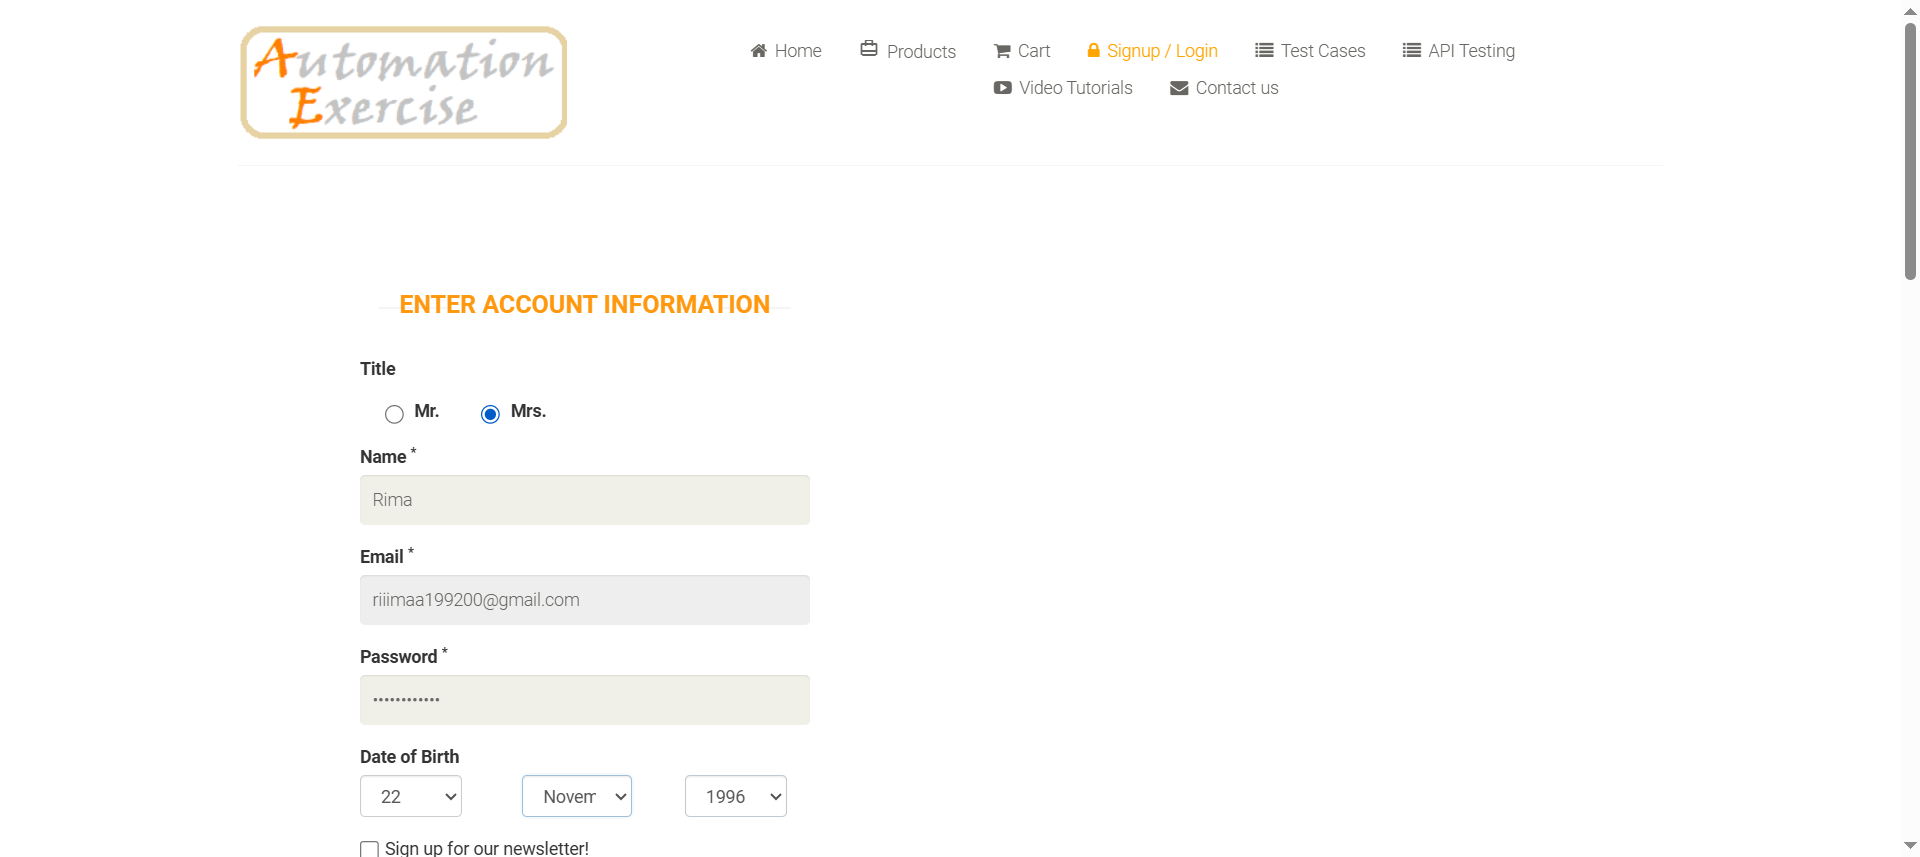 Automation
Exercise
Home Products Cart Signup / Login Test Cases API Testing
Video Tutorials Contact us
ENTER ACCOUNT INFORMATION
Title
Mr. Mrs.
Name *
Rima
Email *
riiimaa199200@gmail.com
Password *
••••••••••••
Date of Birth
22 Novem 1996
Sign up for our newsletter!